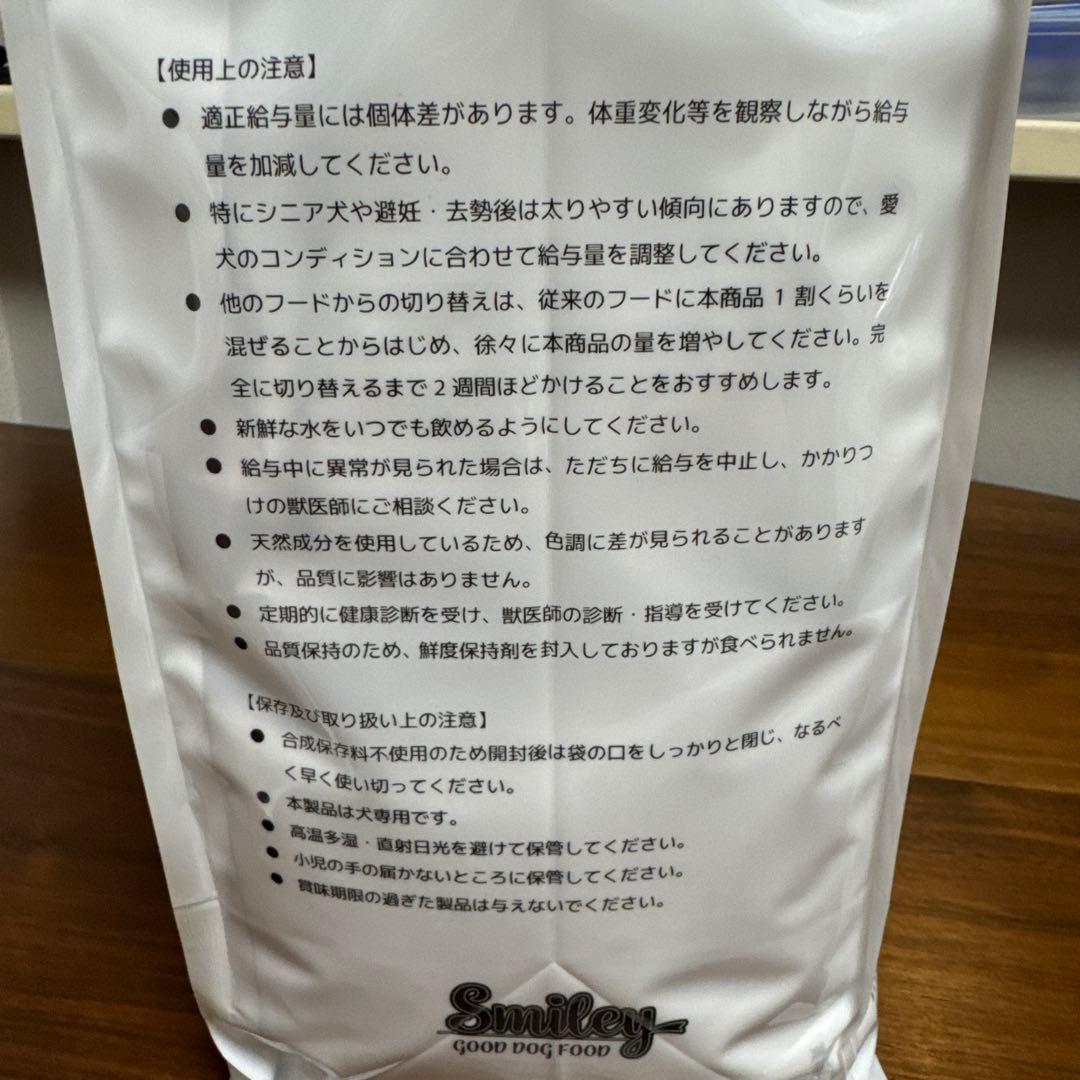 【使用上の注意】
● 適正給与量には個体差があります。体重変化等を観察しながら給与
量を加減してください。
● 特にシニア犬や避妊・去勢後は太りやすい傾向にありますので、愛
犬のコンディションに合わせて給与量を調整してください。
● 他のフードからの切り替えは、従来のフードに本商品 1 割くらいを
混ぜることからはじめ、徐々に本商品の量を増やしてください。完
全に切り替えるまで 2 週間ほどかけることをおすすめします。
● 新鮮な水をいつでも飲めるようにしてください。
● 給与中に異常が見られた場合は、ただちに給与を中止し、かかりつ
けの獣医師にご相談ください。
● 天然成分を使用しているため、色調に差が見られることがあります
が、品質に影響はありません。
● 定期的に健康診断を受け、獣医師の診断・指導を受けてください。
● 品質保持のため、鮮度保持剤を封入しておりますが食べられません。
【保存及び取り扱い上の注意】
● 合成保存料不使用のため開封後は袋の口をしっかりと閉じ、なるべ
く早く使い切ってください。
● 本製品は犬専用です。
● 高温多湿・直射日光を避けて保管してください。
● 小児の手の届かないところに保管してください。
● 賞味期限の過ぎた製品は与えないでください。
Smiley
GOOD DOG FOOD